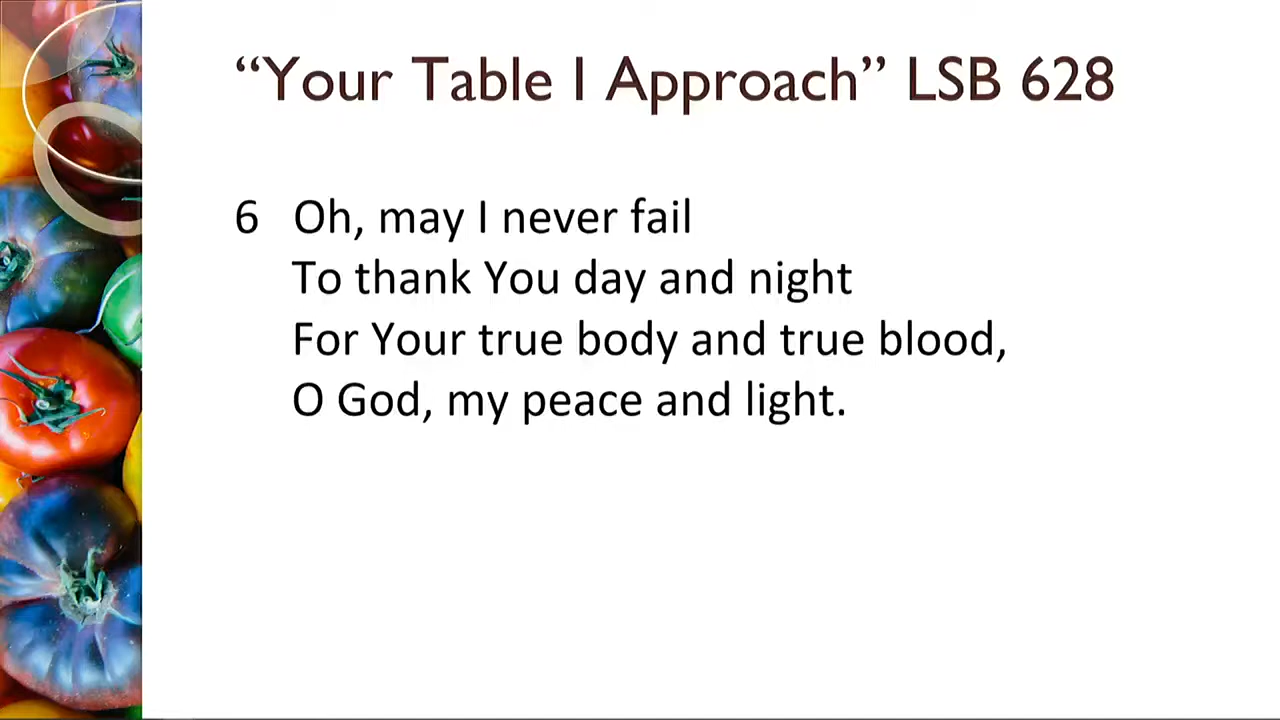 “Your Table I Approach” LSB 628
6 Oh, may I never fail
To thank You day and night
For Your true body and true blood,
O God, my peace and light.